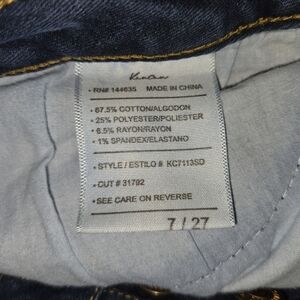 KanCan
• RN# 144635 MADE IN CHINA
• 67.5% COTTON/ALGODON
• 25% POLYESTER/POLIESTER
• 6.5% RAYON/RAYON
• 1% SPANDEX/ELASTANO
• STYLE / ESTILO # KC7113SD
• CUT # 31792
• SEE CARE ON REVERSE
7 / 27